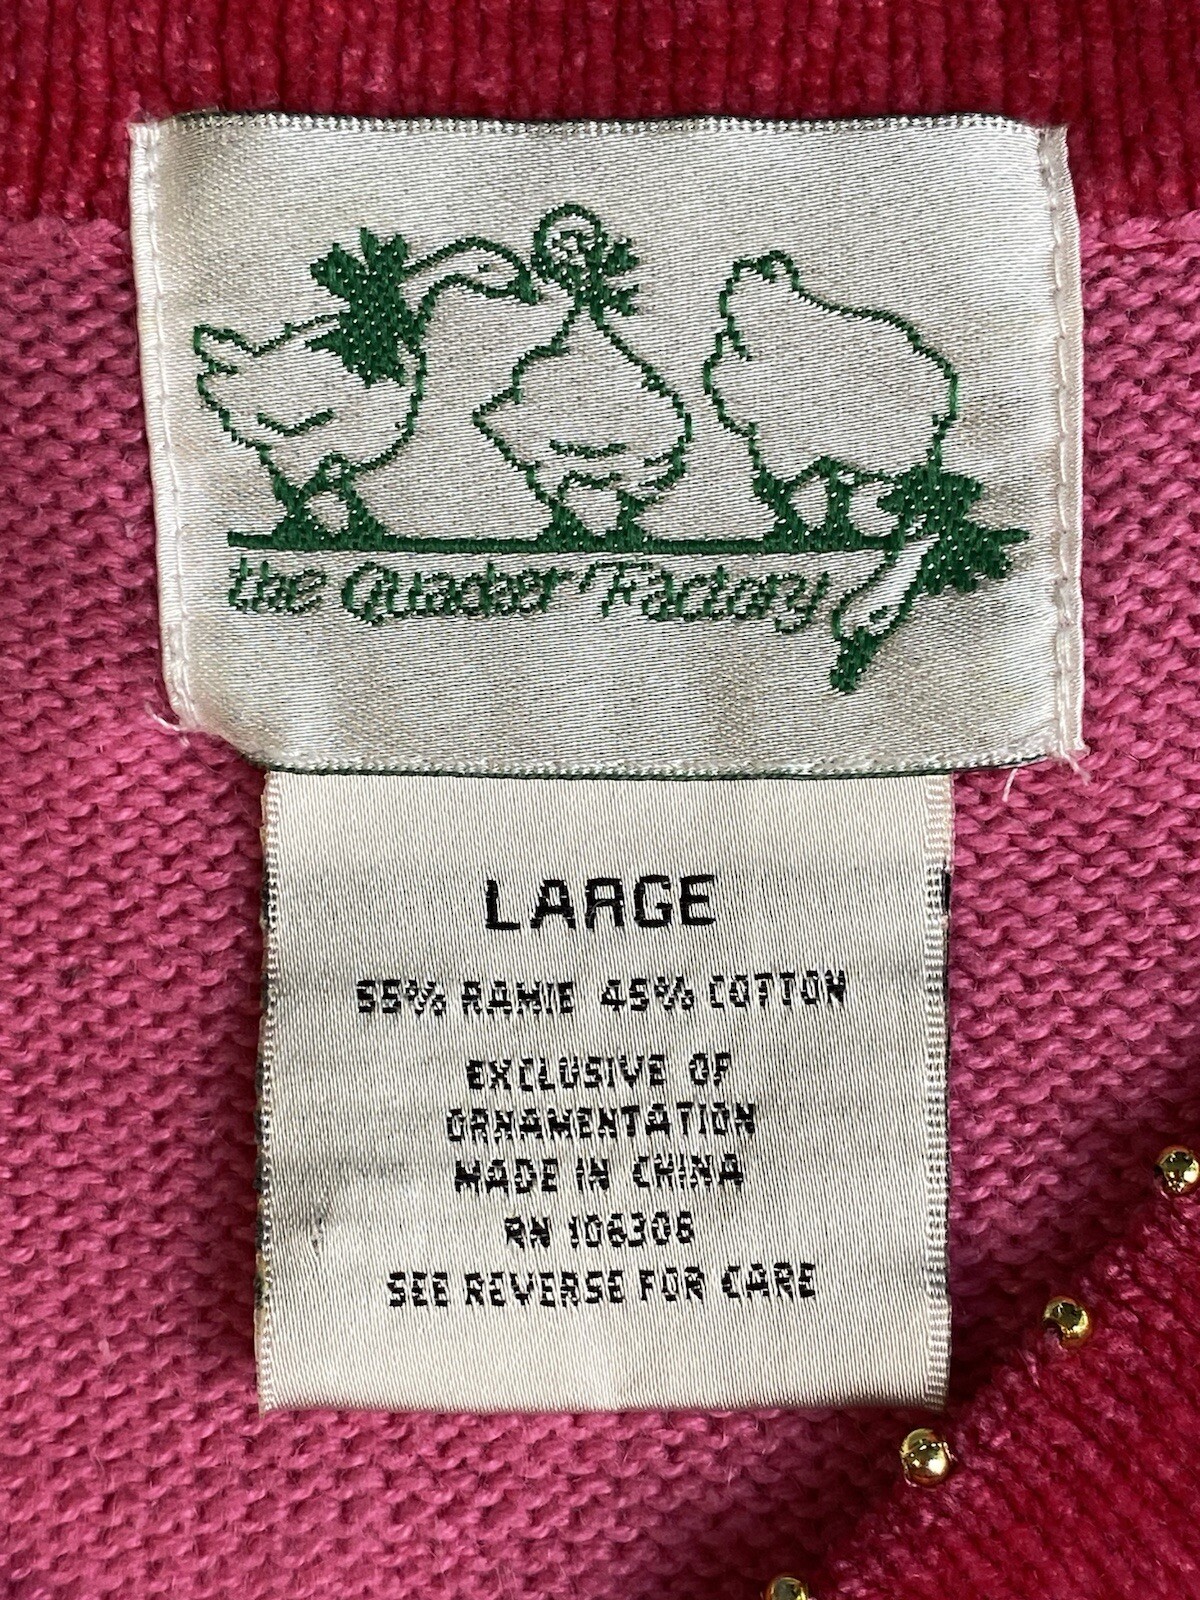 the Quacker Factory
LARGE
55% RAMIE 45% COTTON
EXCLUSIVE OF
ORNAMENTATION
MADE IN CHINA
RN 106306
SEE REVERSE FOR CARE